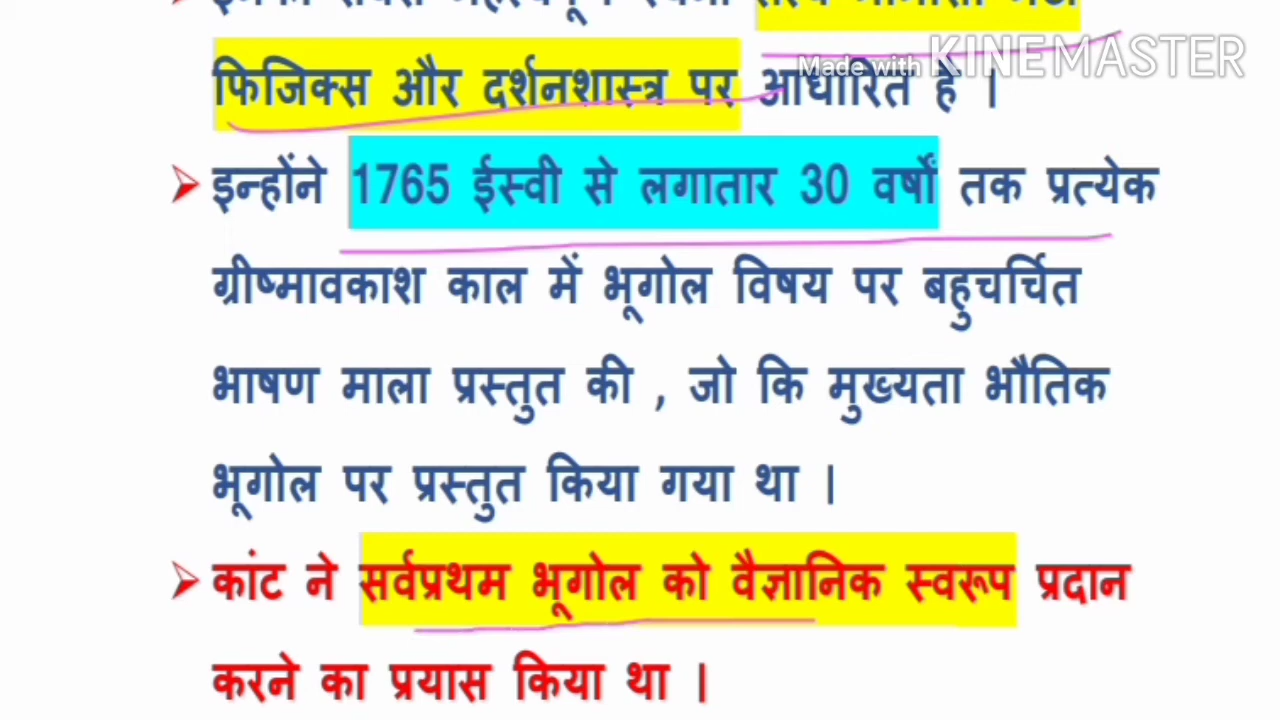 फिजिक्स और दर्शनशास्त्र पर आधारित है ।
Made with KINEMASTER
इन्होंने 1765 ईस्वी से लगातार 30 वर्षों तक प्रत्येक
ग्रीष्मावकाश काल में भूगोल विषय पर बहुचर्चित
भाषण माला प्रस्तुत की , जो कि मुख्यता भौतिक
भूगोल पर प्रस्तुत किया गया था ।
कांट ने सर्वप्रथम भूगोल को वैज्ञानिक स्वरूप प्रदान
करने का प्रयास किया था ।